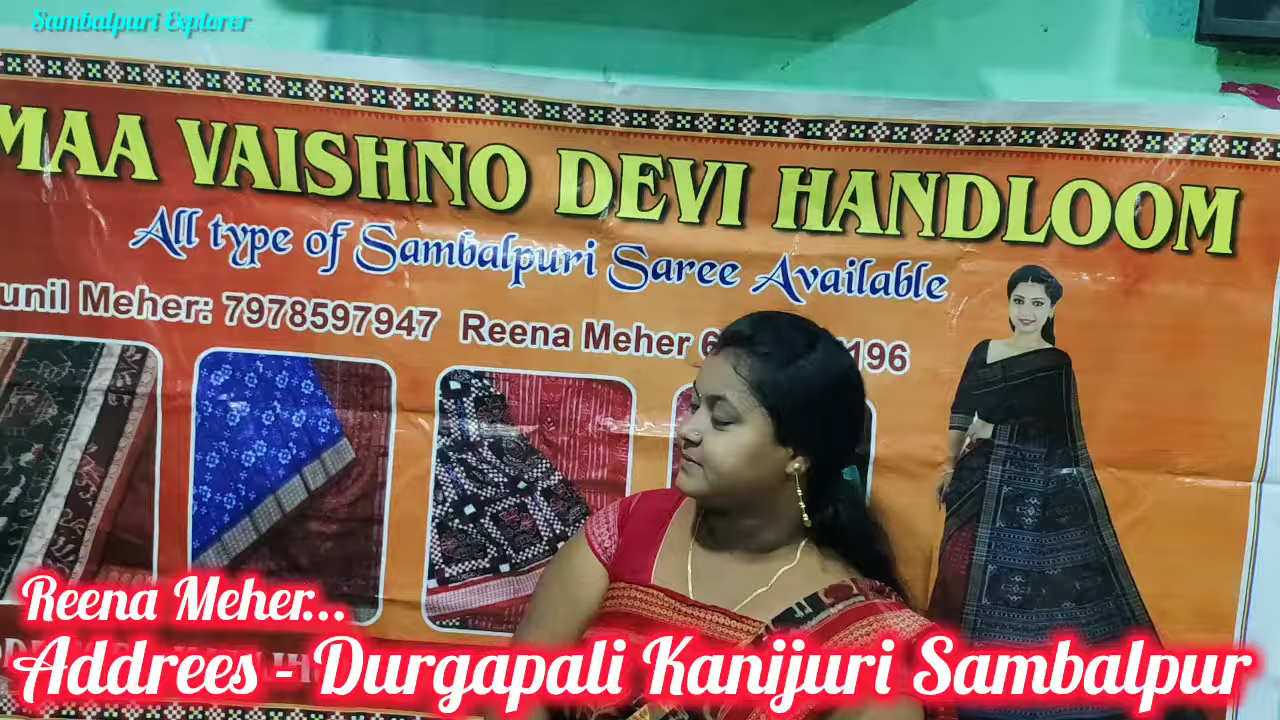 Sambalpuri Explorer
MAA VAISHNO DEVI HANDLOOM
All type of Sambalpuri Saree Available
unil Meher: 7978597947 Reena Meher 6 196
Reena Meher...
Addrees - Durgapali Kanijuri Sambalpur